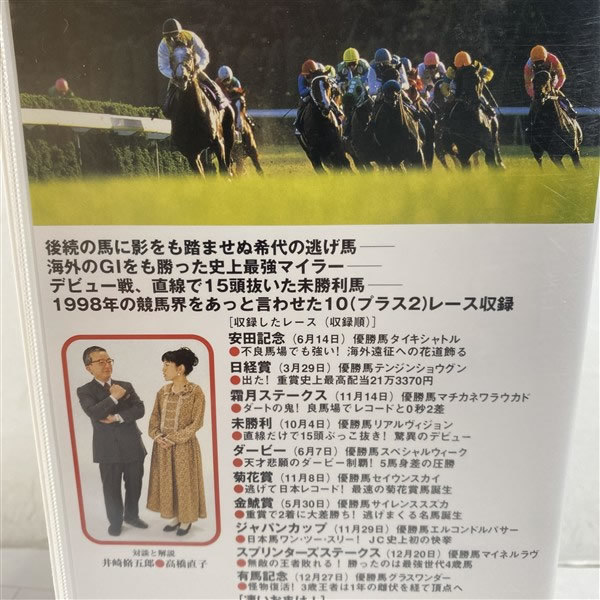 後続の馬に影をも踏ませぬ希代の逃げ馬──
海外のGIをも勝った史上最強マイラー──
デビュー戦、直線で15頭抜いた未勝利馬──
1998年の競馬界をあっと言わせた10(プラス2)レース収録
[収録したレース（収録順）]
安田記念（6月14日）優勝馬タイキシャトル
●不良馬場でも強い！ 海外遠征への花道飾る
日経賞（3月29日）優勝馬テンジンショウグン
●出た！ 重賞史上最高配当21万3370円
霜月ステークス（11月14日）優勝馬マチカネワラウカド
●ダートの鬼！良馬場でレコードと0秒2差
未勝利（10月4日）優勝馬リアルヴィジョン
●直線だけで15頭ぶっこ抜き！ 驚異のデビュー
ダービー（6月7日）優勝馬スペシャルウィーク
●天才悲願のダービー制覇！5馬身差の圧勝
菊花賞（11月8日）優勝馬セイウンスカイ
●逃げて日本レコード！ 最速の菊花賞馬誕生
金鯱賞（5月30日）優勝馬サイレンススズカ
●重賞で2着に大差勝ち！逃げまくる名馬誕生
ジャパンカップ（11月29日）優勝馬エルコンドルパサー
●日本馬ワン・ツー・スリー！ JC史上初の快挙
スプリンターズステークス（12月20日）優勝馬マイネルラヴ
●無敵の王者敗れる！ 勝ったのは最強世代4歳馬
有馬記念（12月27日）優勝馬グラスワンダー
●怪物復活！3歳王者は1年の雌伏を経て頂点へ
[凄いおまけ！]
対談と解説
井崎脩五郎●高橋直子